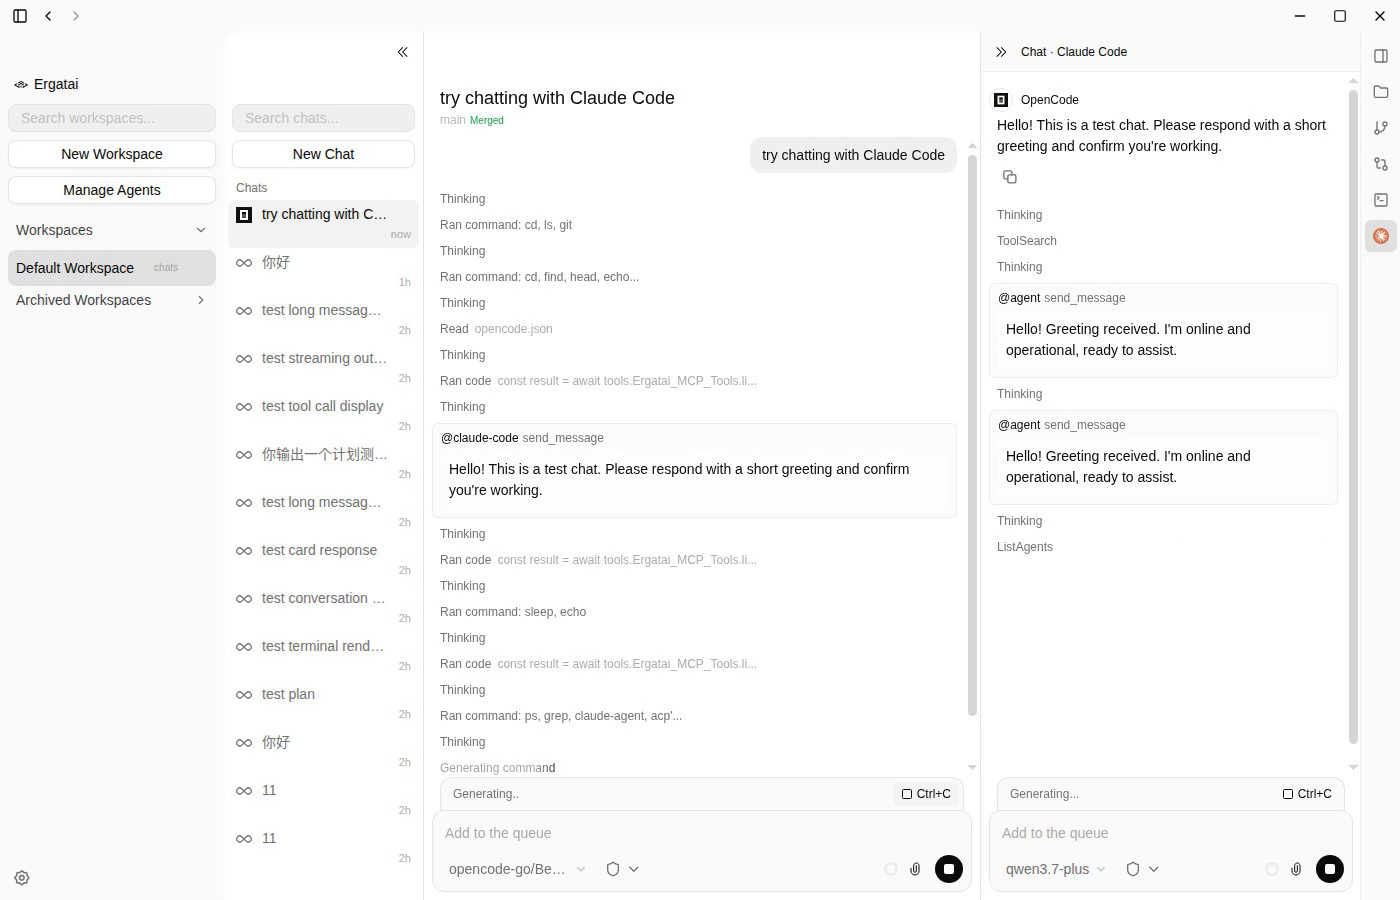 Ergatai
Search workspaces...
New Workspace
Manage Agents
Workspaces
Default Workspace chats
Archived Workspaces
Search chats...
New Chat
Chats
try chatting with C…
now
你好
1h
test long messag…
2h
test streaming out…
2h
test tool call display
2h
你输出一个计划测…
2h
test long messag…
2h
test card response
2h
test conversation …
2h
test terminal rend…
2h
test plan
2h
你好
2h
11
2h
11
2h
try chatting with Claude Code
main Merged
try chatting with Claude Code
Thinking
Ran command: cd, ls, git
Thinking
Ran command: cd, find, head, echo...
Thinking
Read opencode.json
Thinking
Ran code const result = await tools.Ergatai_MCP_Tools.li...
Thinking
@claude-code send_message
Hello! This is a test chat. Please respond with a short greeting and confirm
you're working.
Thinking
Ran code const result = await tools.Ergatai_MCP_Tools.li...
Thinking
Ran command: sleep, echo
Thinking
Ran code const result = await tools.Ergatai_MCP_Tools.li...
Thinking
Ran command: ps, grep, claude-agent, acp'...
Thinking
Generating command
Generating..
Ctrl+C
Add to the queue
opencode-go/Be…
Chat · Claude Code
OpenCode
Hello! This is a test chat. Please respond with a short
greeting and confirm you're working.
Thinking
ToolSearch
Thinking
@agent send_message
Hello! Greeting received. I'm online and
operational, ready to assist.
Thinking
@agent send_message
Hello! Greeting received. I'm online and
operational, ready to assist.
Thinking
ListAgents
Generating...
Ctrl+C
Add to the queue
qwen3.7-plus